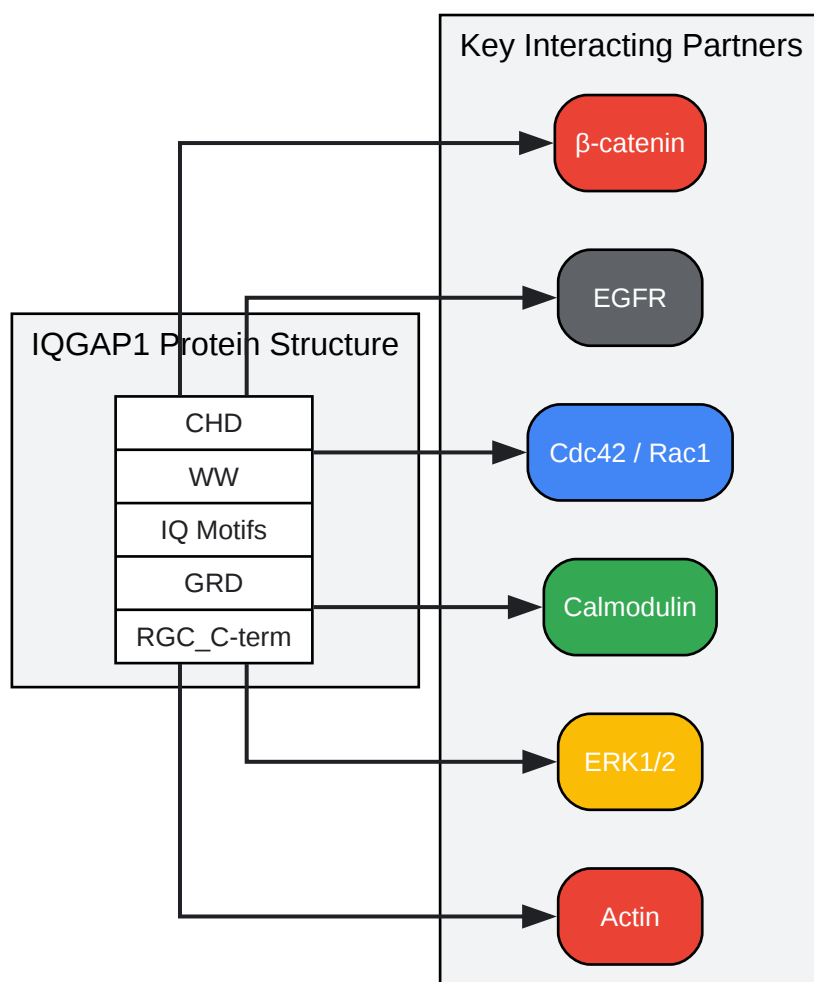 Key Interacting Partners
β-catenin
EGFR
IQGAP1 Protein Structure
CHD
WW
IQ Motifs
GRD
RGC_C-term
Cdc42 / Rac1
Calmodulin
ERK1/2
Actin